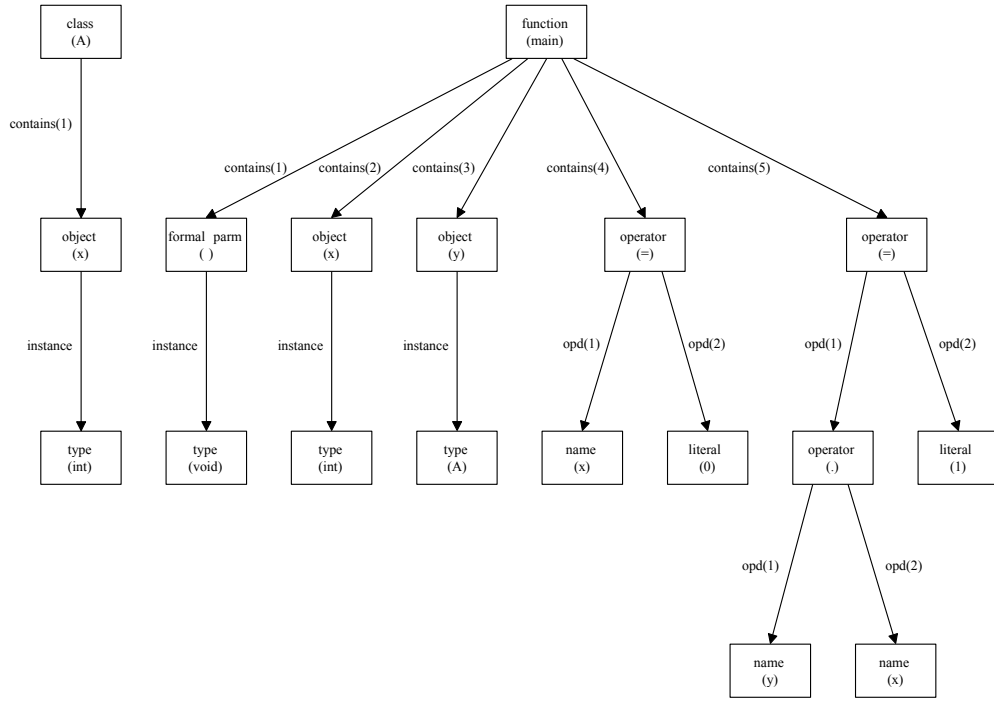 class
(A)
function
(main)
contains(1)
contains(1)
contains(2)
contains(3)
contains(4)
contains(5)
object
(x)
formal parm
( )
object
(x)
object
(y)
operator
(=)
operator
(=)
instance
instance
instance
instance
opd(1)
opd(2)
opd(1)
opd(2)
type
(int)
type
(void)
type
(int)
type
(A)
name
(x)
literal
(0)
operator
(.)
literal
(1)
opd(1)
opd(2)
name
(y)
name
(x)